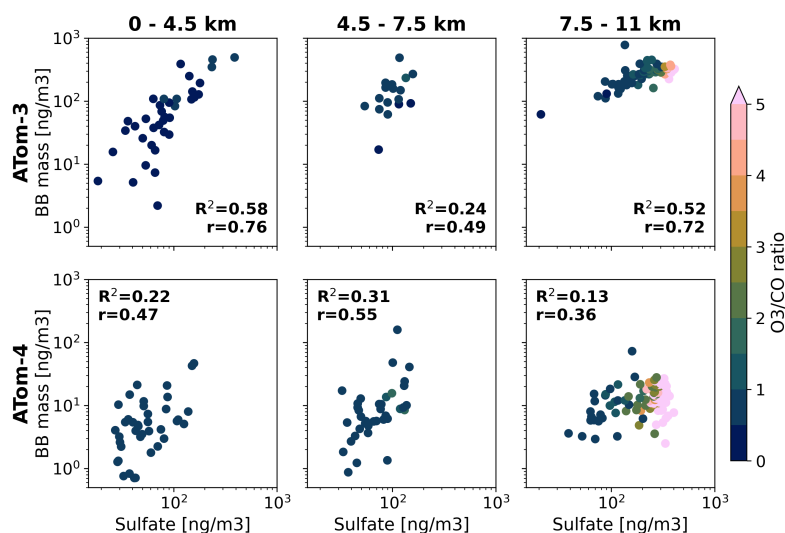 0 - 4.5 km
4.5 - 7.5 km
7.5 - 11 km
ATom-3
BB mass [ng/m3]
10³
10²
10¹
10⁰
R²=0.58
r=0.76
R²=0.24
r=0.49
R²=0.52
r=0.72
ATom-4
BB mass [ng/m3]
10³
10²
10¹
10⁰
R²=0.22
r=0.47
R²=0.31
r=0.55
R²=0.13
r=0.36
10²
10³
10²
10³
10²
10³
Sulfate [ng/m3]
Sulfate [ng/m3]
Sulfate [ng/m3]
5
4
3
2
1
0
O3/CO ratio